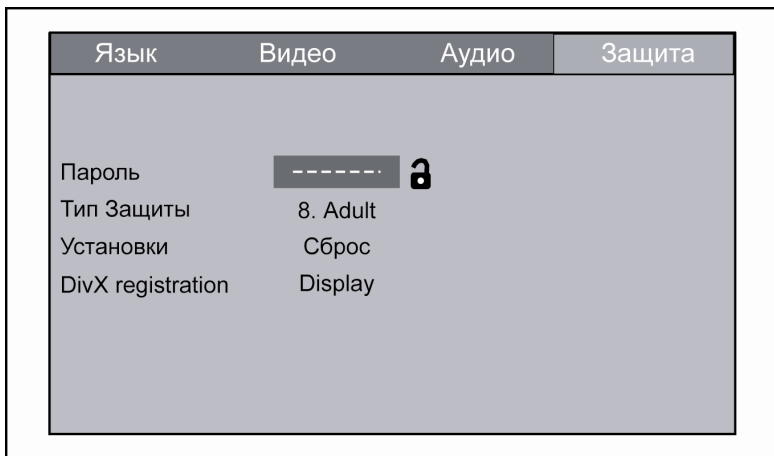 Язык Видео Аудио Защита
Пароль ------
Тип Защиты 8. Adult
Установки Сброс
DivX registration Display